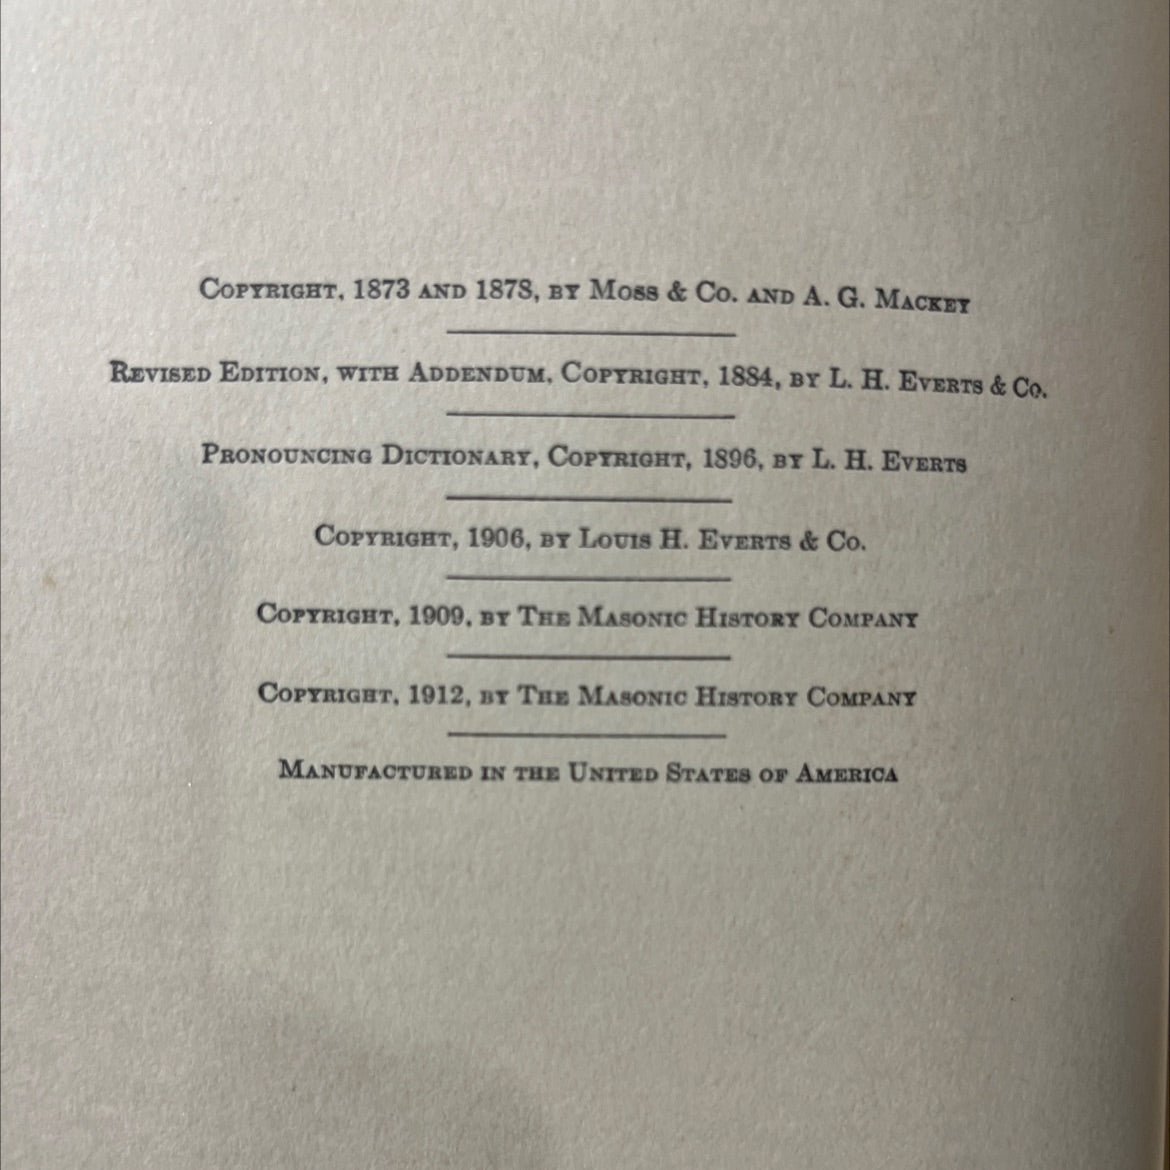 Copyright, 1873 and 1878, by Moss & Co. and A. G. Mackey
Revised Edition, with Addendum, Copyright, 1884, by L. H. Everts & Co.
Pronouncing Dictionary, Copyright, 1896, by L. H. Everts
Copyright, 1906, by Louis H. Everts & Co.
Copyright, 1909, by The Masonic History Company
Copyright, 1912, by The Masonic History Company
Manufactured in the United States of America